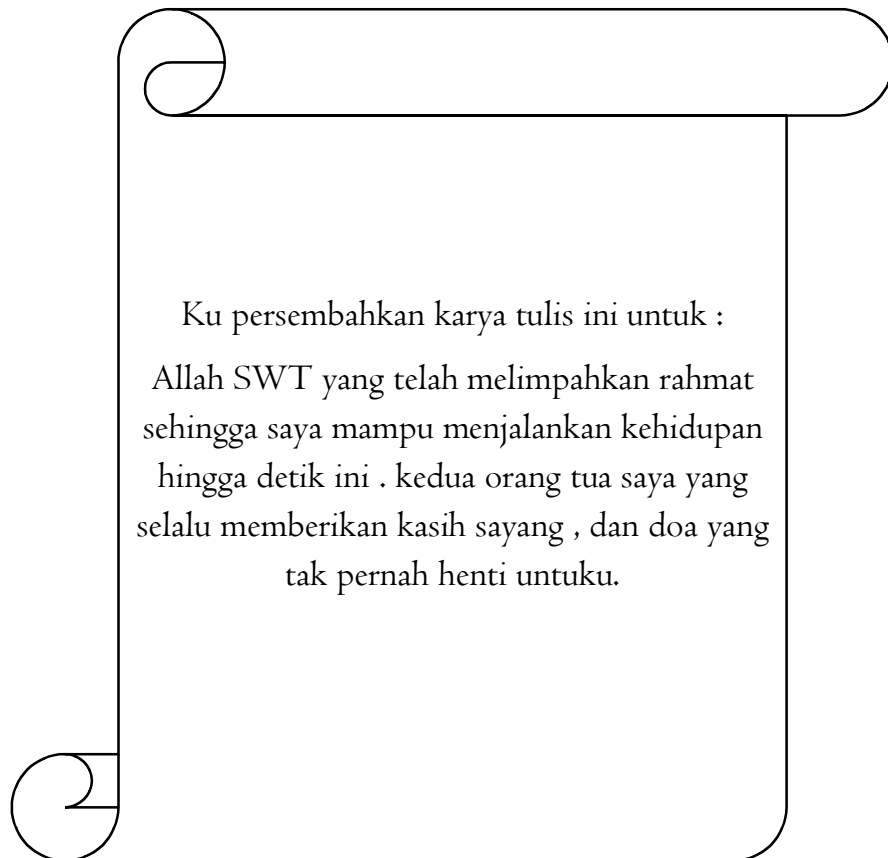 Ku persembahkan karya tulis ini untuk :
Allah SWT yang telah melimpahkan rahmat
sehingga saya mampu menjalankan kehidupan
hingga detik ini . kedua orang tua saya yang
selalu memberikan kasih sayang , dan doa yang
tak pernah henti untuku.